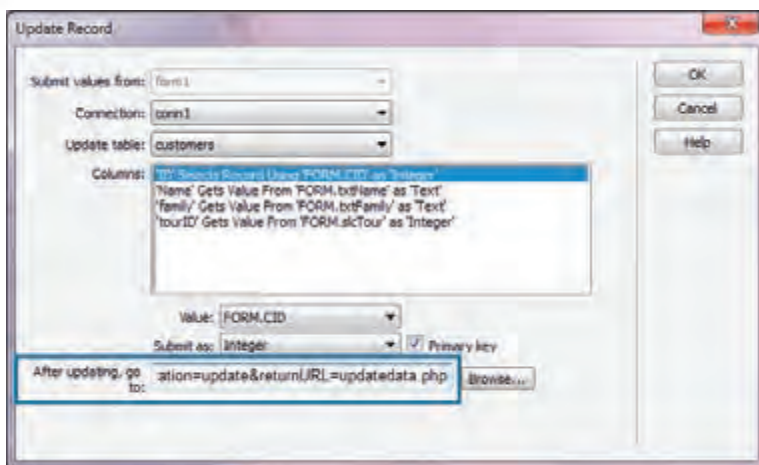 Update Record
Submit values from: form1
OK
Connection: conn1
Cancel
Update table: customers
Help
Columns: 'ID' Selects Record Using 'FORM.CID' as 'Integer'
'Name' Gets Value From 'FORM.txtName' as 'Text'
'family' Gets Value From 'FORM.txtFamily' as 'Text'
'tourID' Gets Value From 'FORM.slcTour' as 'Integer'
Value: FORM.CID
Submit as: Integer
Primary key
After updating, go to: ation=update&returnURL=updatedata.php
Browse...